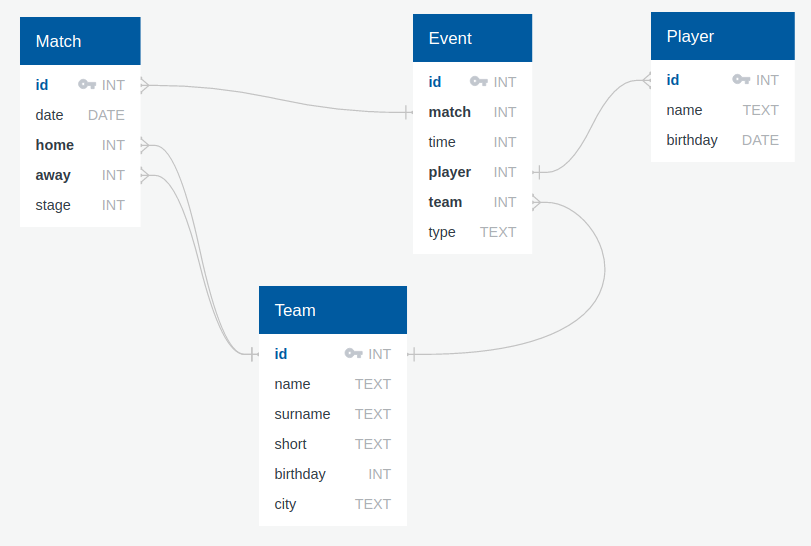 Match
id INT
date DATE
home INT
away INT
stage INT
Event
id INT
match INT
time INT
player INT
team INT
type TEXT
Player
id INT
name TEXT
birthday DATE
Team
id INT
name TEXT
surname TEXT
short TEXT
birthday INT
city TEXT